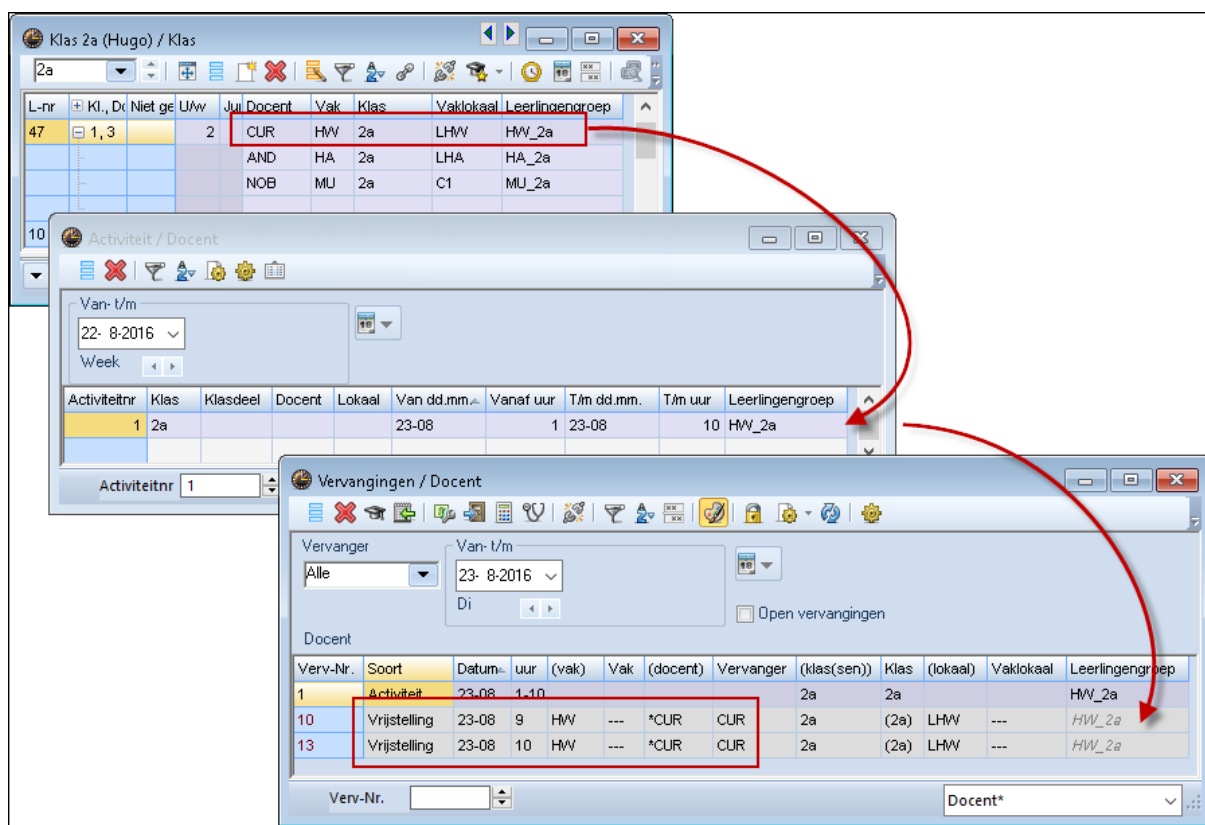 Klas 2a (Hugo) / Klas
2a
L-nr Kl., Do Niet ge U/w Jui Docent Vak Klas Vaklokaal Leerlingengroep
47 1, 3 2 CUR HW 2a LHW HW_2a
AND HA 2a LHA HA_2a
NOB MU 2a C1 MU_2a
10
Activiteit / Docent
Van- t/m
22- 8-2016
Week
Activiteitnr Klas Klasdeel Docent Lokaal Van dd.mm. Vanaf uur T/m dd.mm. T/m uur Leerlingengroep
1 2a 23-08 1 23-08 10 HW_2a
Activiteitnr 1
Vervangingen / Docent
Vervanger Van- t/m
Alle 23- 8-2016
Di Open vervangingen
Docent
Verv-Nr. Soort Datum uur (vak) Vak (docent) Vervanger (klas(sen)) Klas (lokaal) Vaklokaal Leerlingengroep
1 Activiteit 23-08 1-10 2a 2a HW_2a
10 Vrijstelling 23-08 9 HW --- *CUR CUR 2a (2a) LHW --- HW_2a
13 Vrijstelling 23-08 10 HW --- *CUR CUR 2a (2a) LHW --- HW_2a
Verv-Nr. Docent*